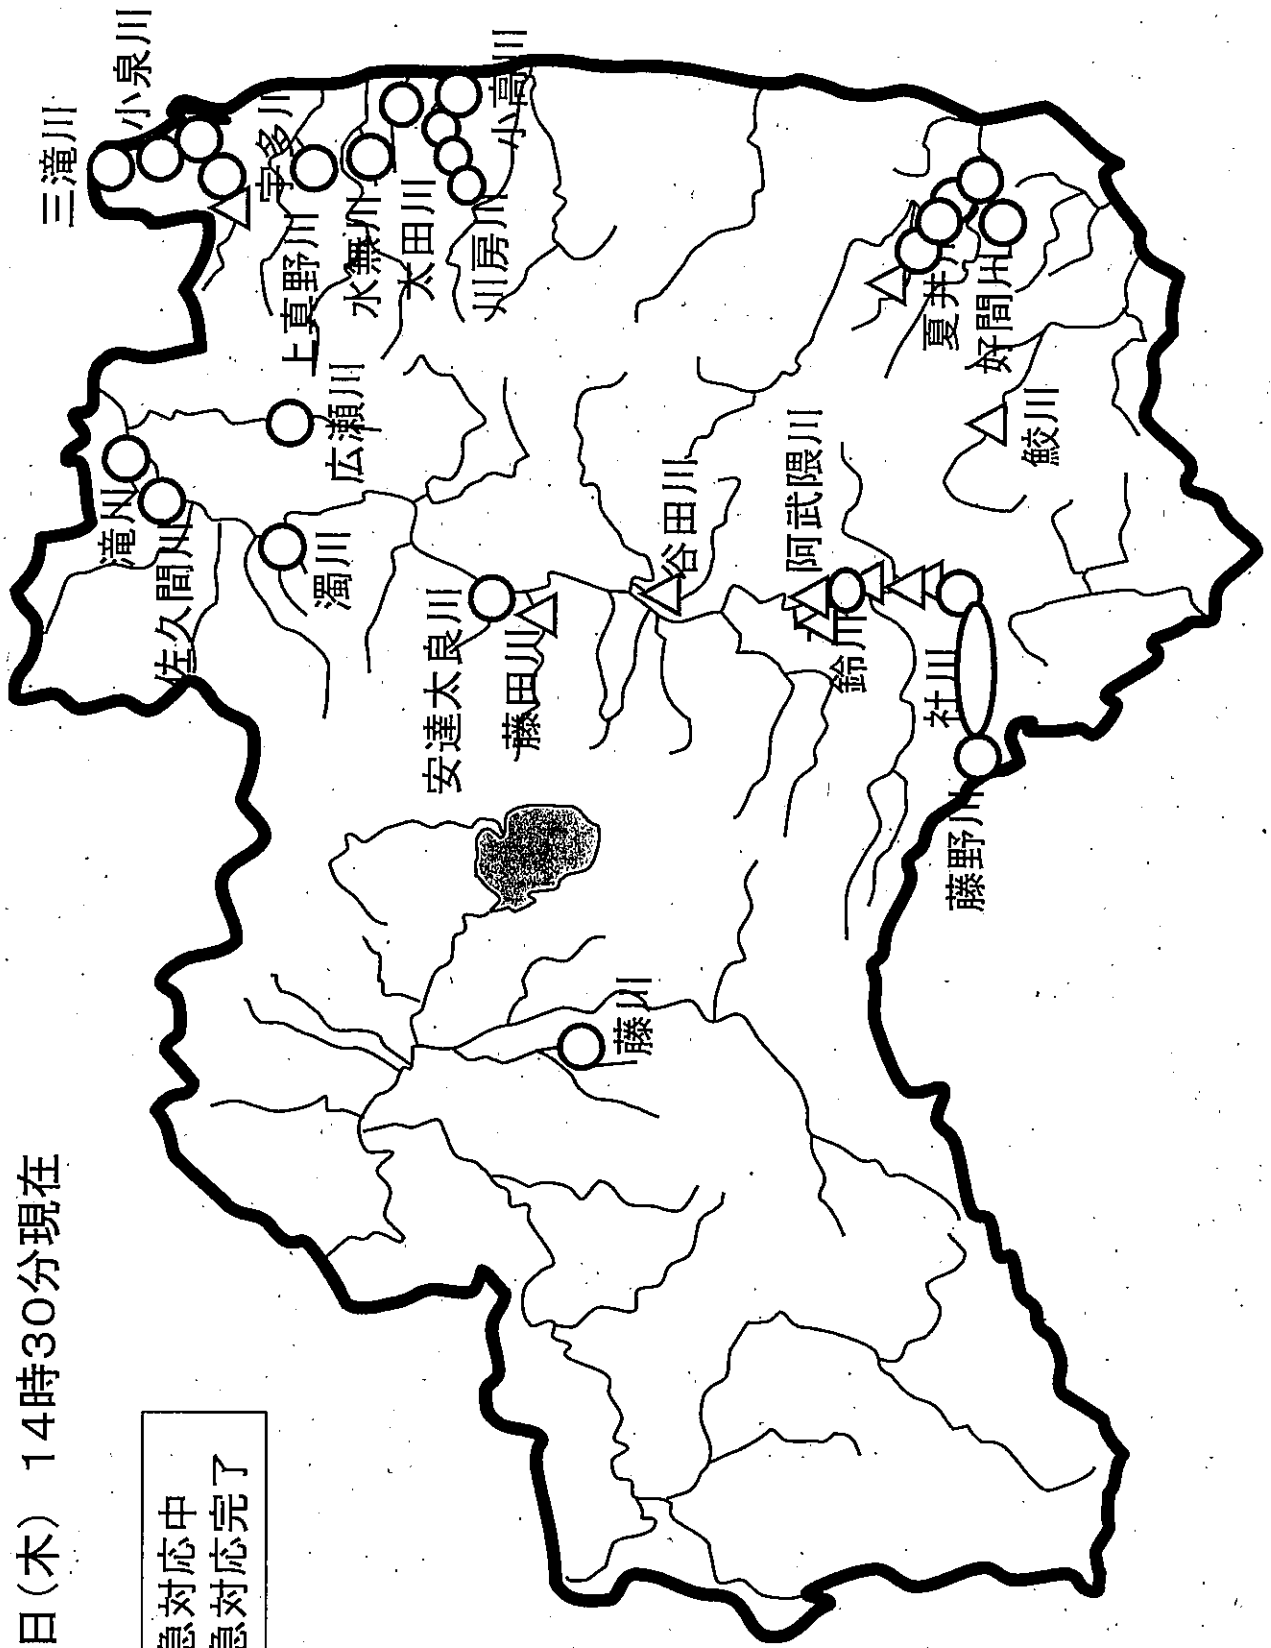 日（木） 14時30分現在
急対応中
急対応完了
三滝川
小泉川
宇多川
上真野川
水無川
太田川
小高川
川房川
滝川
佐久間川
広瀬川
濁川
安達太良川
藤田川
谷田川
阿武隈川
鈴川
社川
藤野川
藤川
夏井
好間川
鮫川